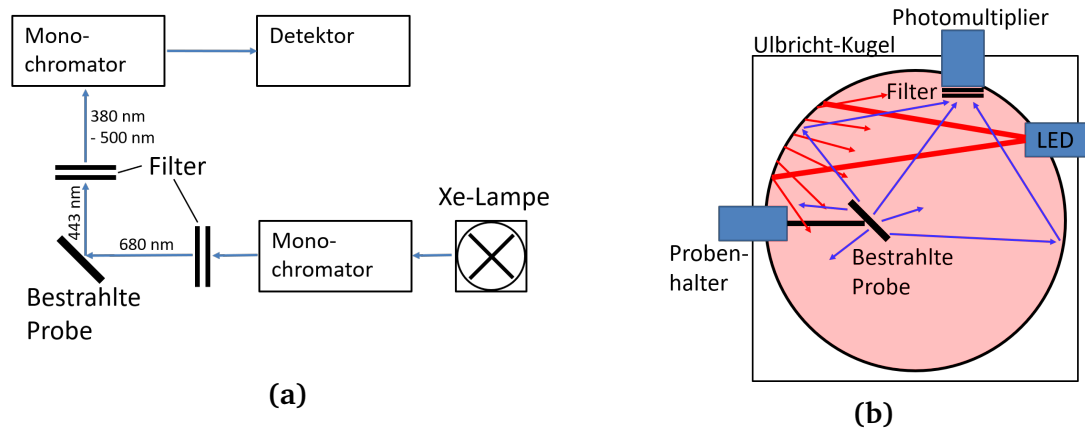 Mono-
chromator
Detektor
380 nm
- 500 nm
Filter
443 nm
680 nm
Xe-Lampe
Mono-
chromator
Bestrahlte
Probe
(a)
Photomultiplier
Ulbricht-Kugel
Filter
LED
Proben-
halter
Bestrahlte
Probe
(b)